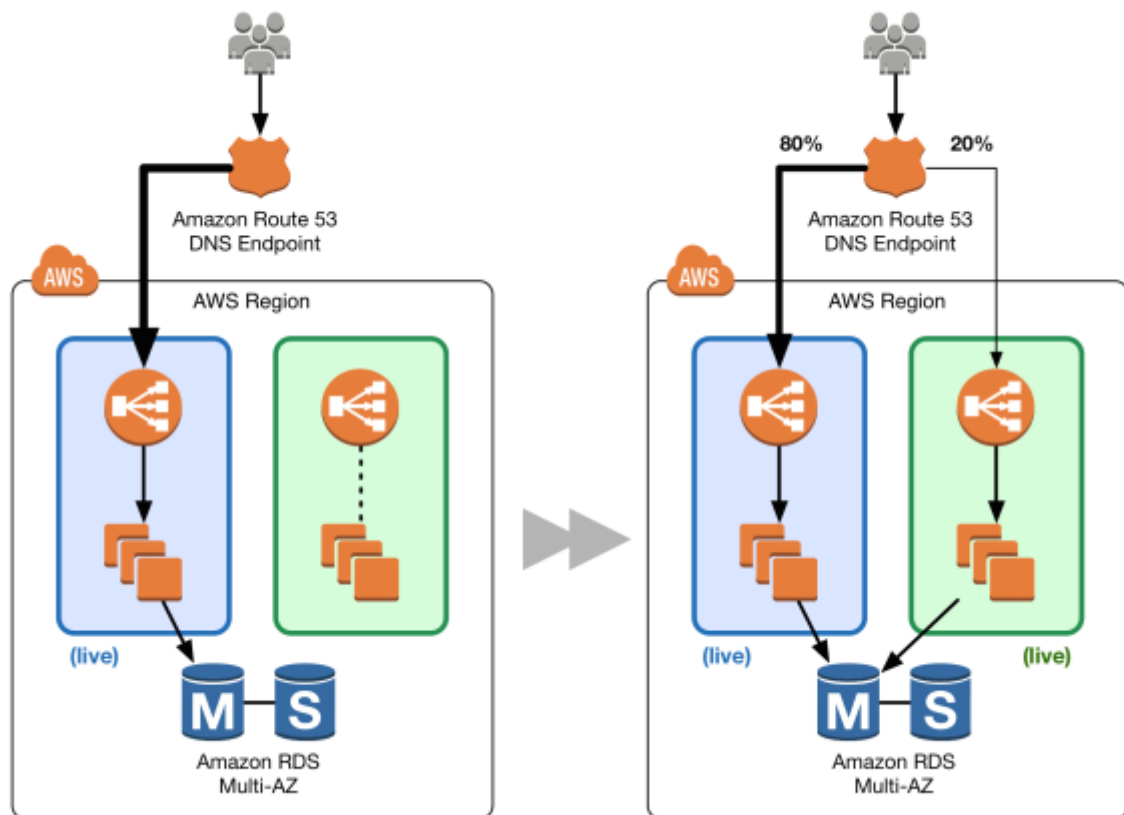 Amazon Route 53
DNS Endpoint
AWS
AWS Region
(live)
M
S
Amazon RDS
Multi-AZ
80%
20%
Amazon Route 53
DNS Endpoint
AWS
AWS Region
(live)
(live)
M
S
Amazon RDS
Multi-AZ